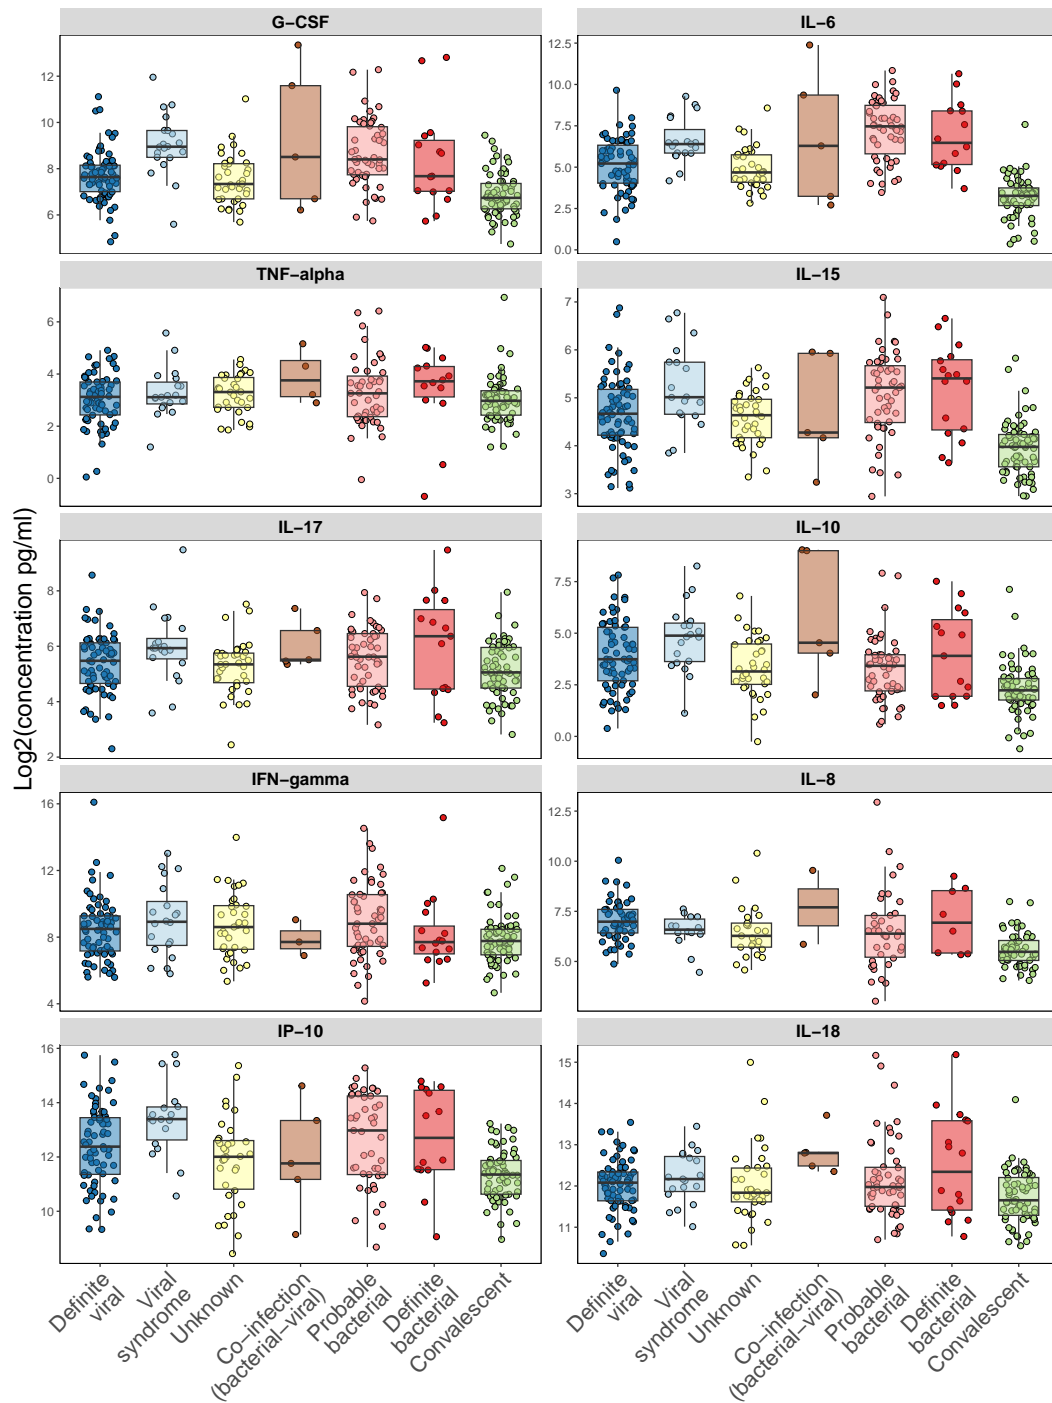 G−CSF
IL−6
12
10
8
6
12.5
10.0
7.5
5.0
2.5
0.0
TNF−alpha
IL−15
6
4
2
0
7
6
5
4
3
IL−17
IL−10
8
6
4
2
7.5
5.0
2.5
0.0
IFN−gamma
IL−8
16
12
8
4
12.5
10.0
7.5
5.0
IP−10
IL−18
16
14
12
10
15
14
13
12
11
Log2(concentration pg/ml)
Definite
viral
Viral
syndrome
Unknown
Co−infection
(bacterial−viral)
Probable
bacterial
Definite
bacterial
Convalescent
Definite
viral
Viral
syndrome
Unknown
Co−infection
(bacterial−viral)
Probable
bacterial
Definite
bacterial
Convalescent